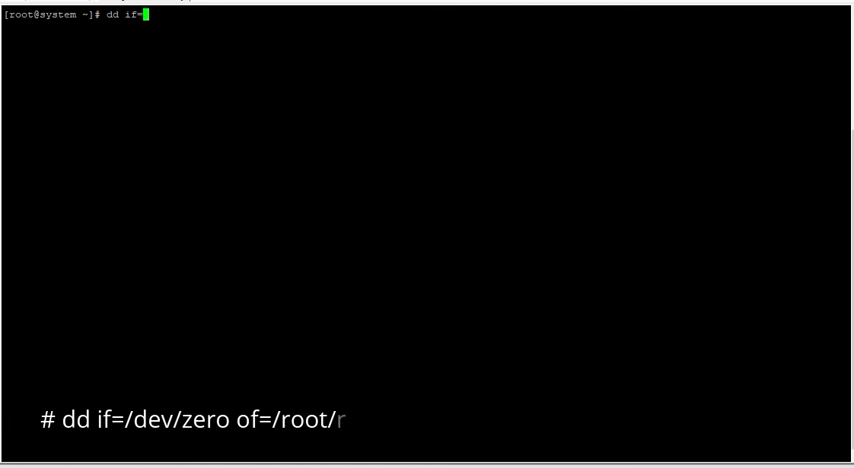 [root@system ~]# dd if=
# dd if=/dev/zero of=/root/r